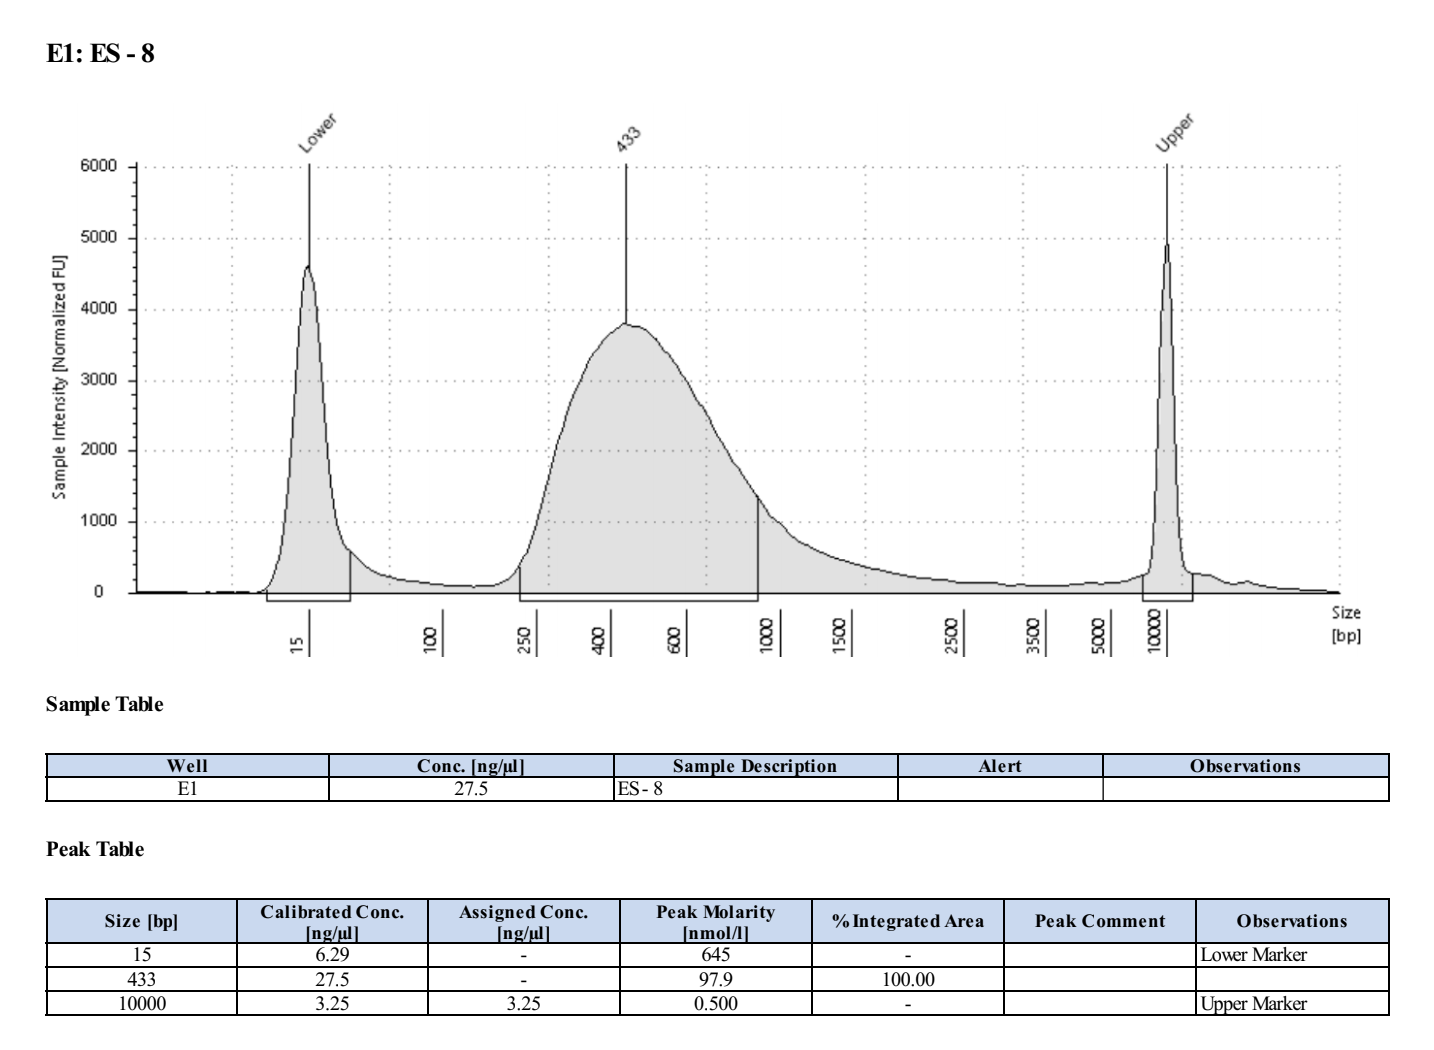 E1: ES - 8
Lower
433
Upper
Sample Intensity [Normalized FU]
6000
5000
4000
3000
2000
1000
0
15
100
250
400
600
1000
1500
2500
3500
5000
10000
Size
[bp]
Sample Table
Well Conc. [ng/µl] Sample Description Alert Observations
E1 27.5 ES - 8
Peak Table
Size [bp] Calibrated Conc. [ng/µl] Assigned Conc. [ng/µl] Peak Molarity [nmol/l] % Integrated Area Peak Comment Observations
15 6.29 - 645 - Lower Marker
433 27.5 - 97.9 100.00
10000 3.25 3.25 0.500 - Upper Marker